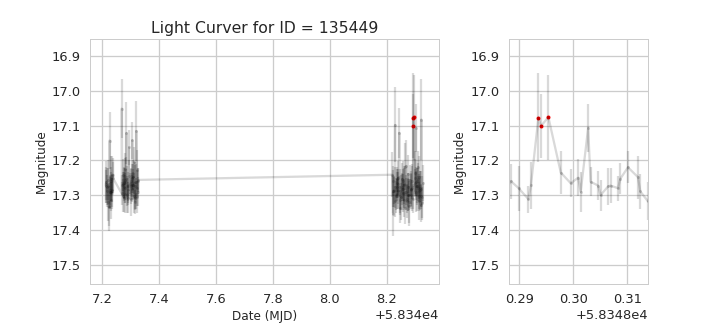 Light Curver for ID = 135449
16.9
17.0
17.1
17.2
17.3
17.4
17.5
Magnitude
7.2 7.4 7.6 7.8 8.0 8.2
Date (MJD) +5.834e4
16.9
17.0
17.1
17.2
17.3
17.4
17.5
Magnitude
0.29 0.30 0.31
+5.8348e4